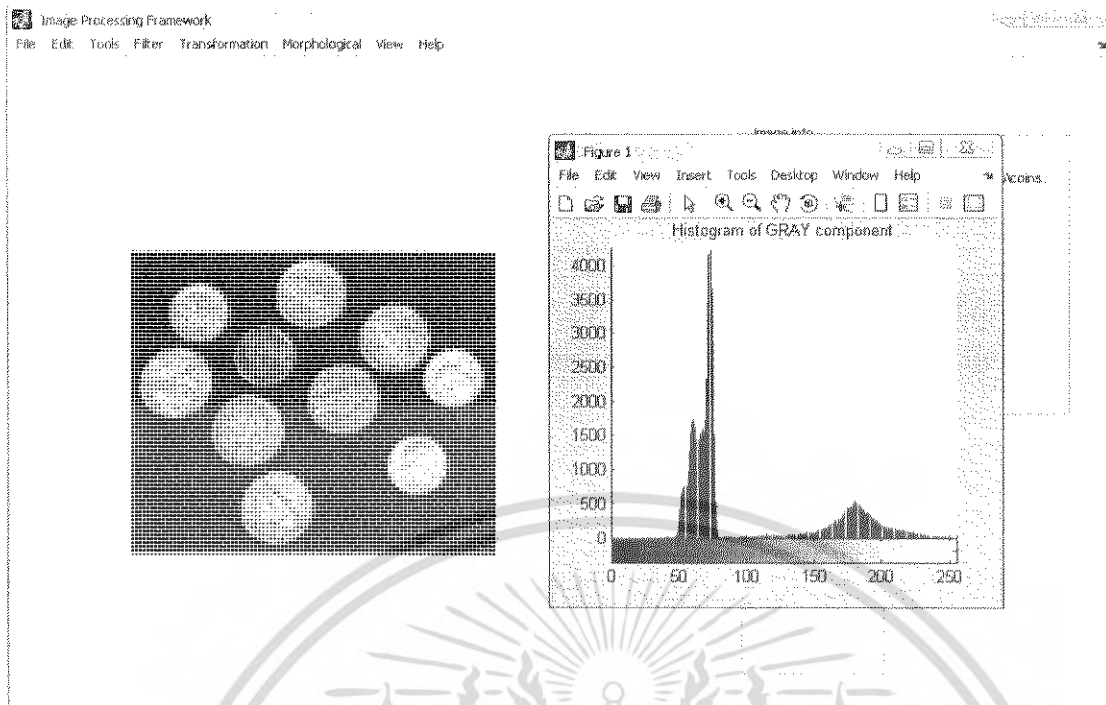 Image Processing Framework
File Edit Tools Filter Transformation Morphological View Help
Image Info
\coins.
Figure 1
File Edit View Insert Tools Desktop Window Help
Histogram of GRAY component
4000
3500
3000
2500
2000
1500
1000
500
0
0 50 100 150 200 250